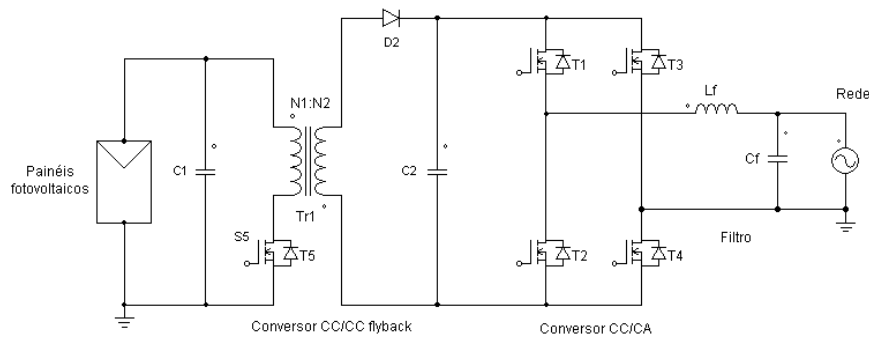 D2
T1
T3
Lf
Rede
N1:N2
Painéis
fotovoltaicos
C1
C2
Cf
Tr1
S5
T5
T2
T4
Filtro
Conversor CC/CC flyback
Conversor CC/CA